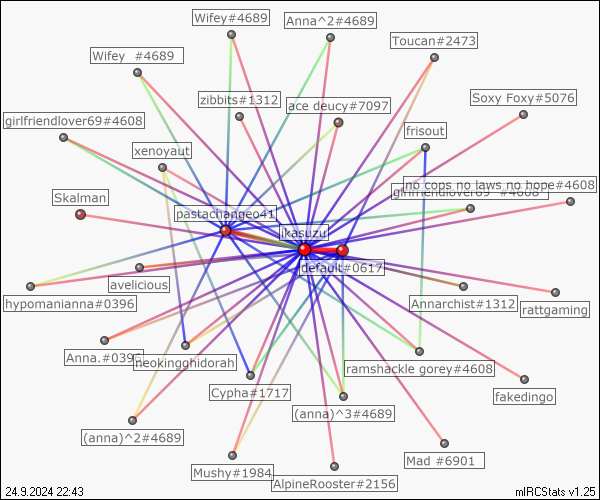 Wifey#4689
Anna^2#4689
Toucan#2473
Wifey  #4689
zibbits#1312
ace deucy#7097
Soxy Foxy#5076
girlfriendlover69#4608
frisout
xenoyaut
no cops no laws no hope#4608
Skalman
pastachangeo41
ikasuzu
default#0617
avelicious
hypomanianna#0396
Annarchist#1312
rattgaming
Anna.#0396
neokingghidorah
ramshackle gorey#4608
Cypha#1717
fakedingo
(anna)^2#4689
(anna)^3#4689
Mushy#1984
Mad #6901
AlpineRooster#2156
24.9.2024 22:43
mIRCStats v1.25